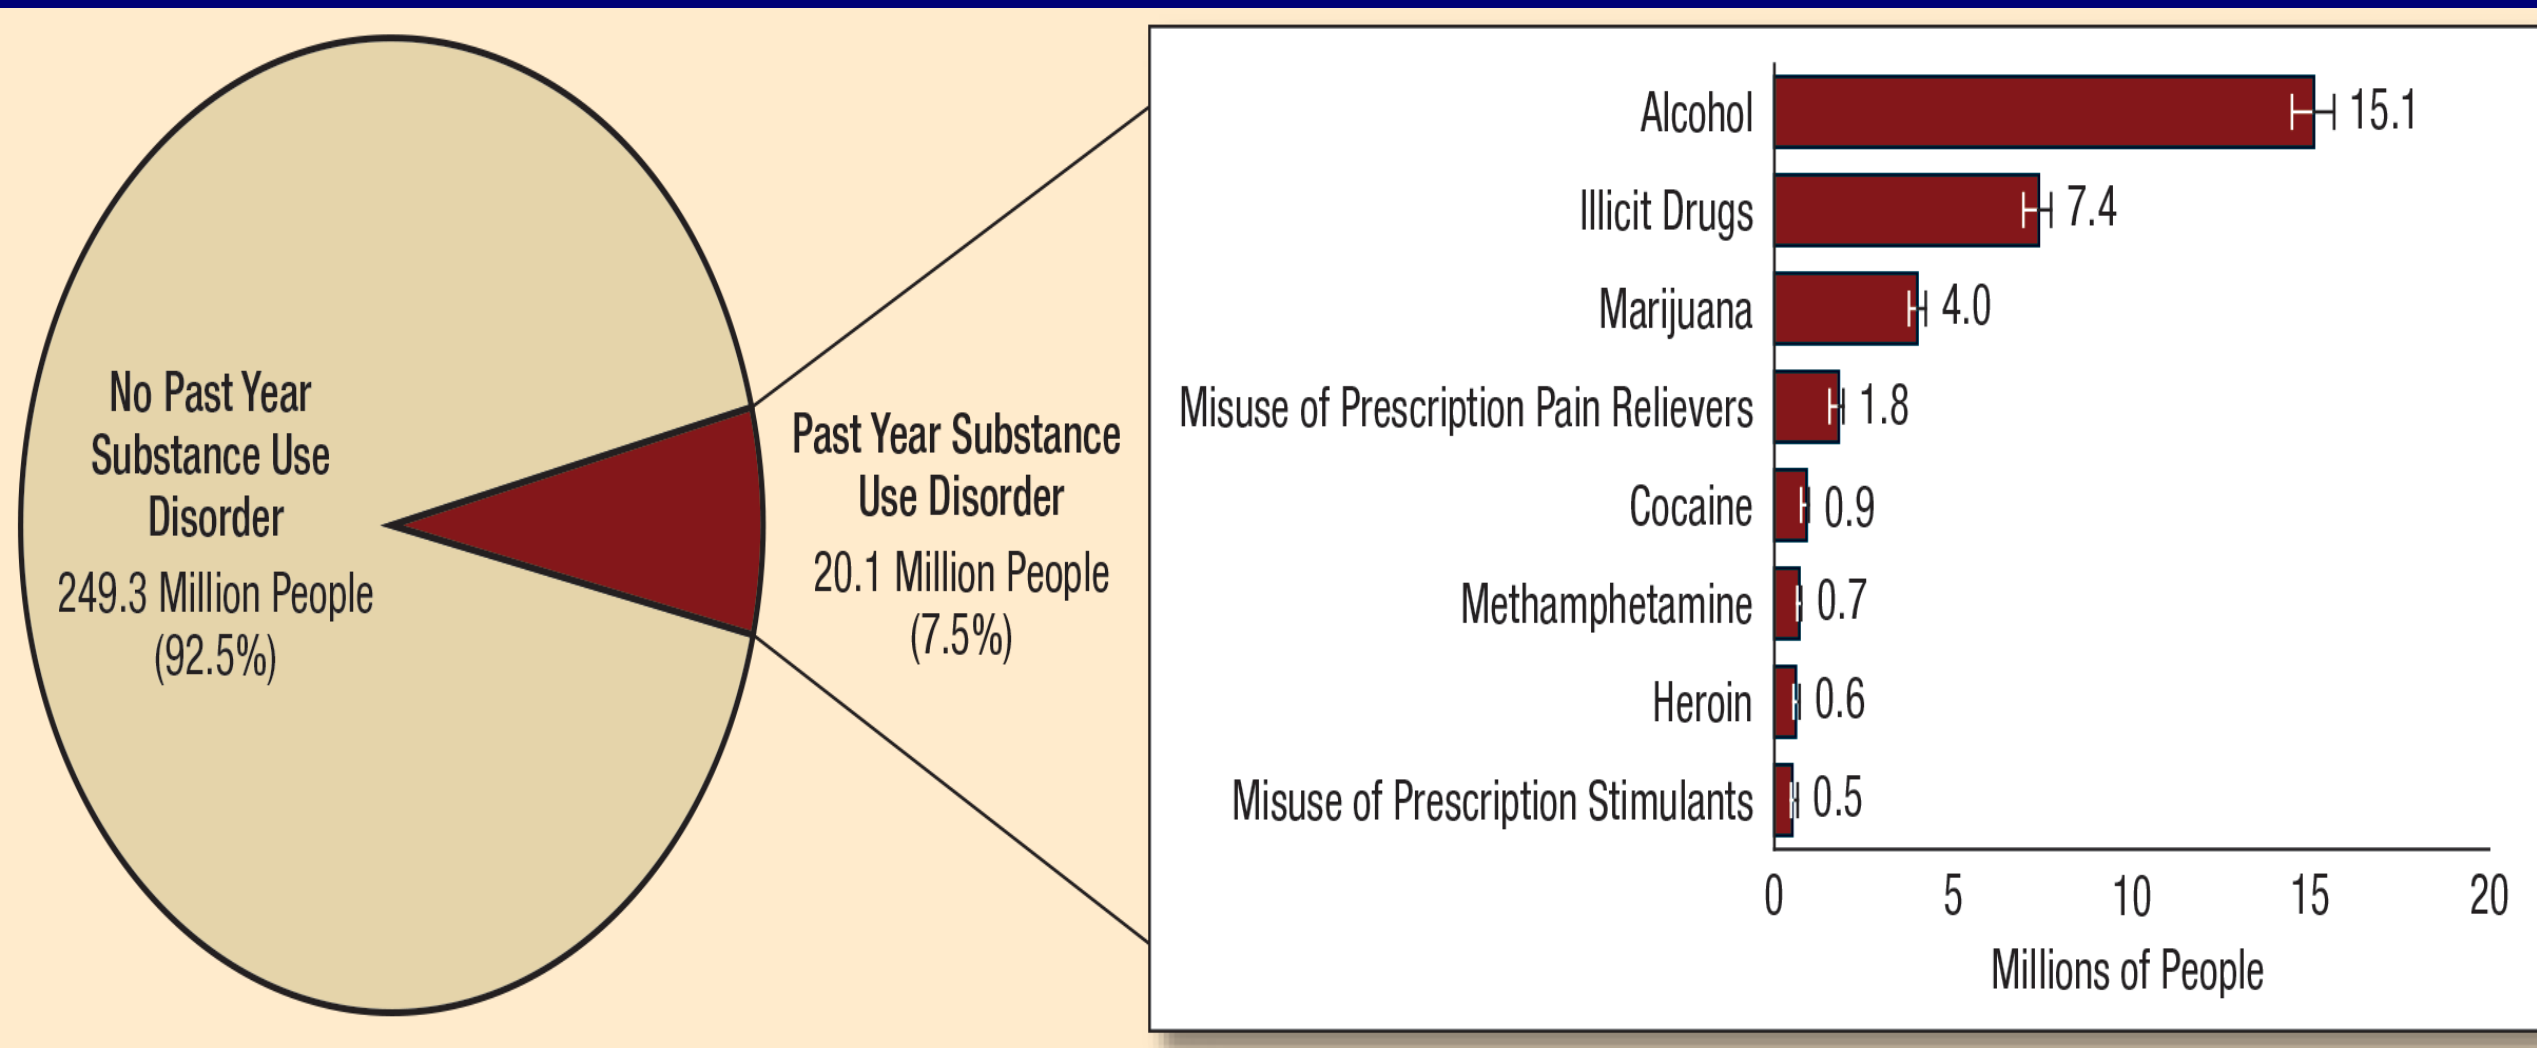 No Past Year
Substance Use
Disorder
249.3 Million People
(92.5%)
Past Year Substance
Use Disorder
20.1 Million People
(7.5%)
Alcohol 15.1
Illicit Drugs 7.4
Marijuana 4.0
Misuse of Prescription Pain Relievers 1.8
Cocaine 0.9
Methamphetamine 0.7
Heroin 0.6
Misuse of Prescription Stimulants 0.5
0 5 10 15 20
Millions of People